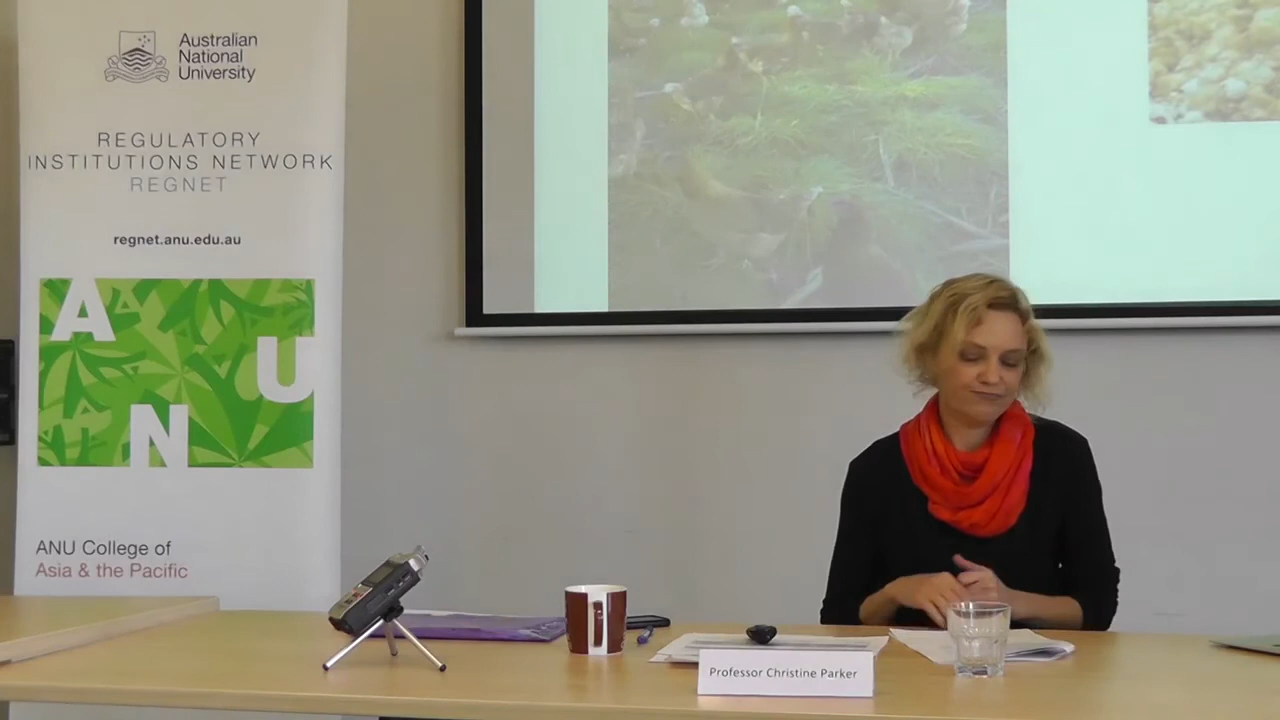 Australian
National
University
REGULATORY
INSTITUTIONS NETWORK
REGNET
regnet.anu.edu.au
A
N
U
ANU College of
Asia & the Pacific
Professor Christine Parker